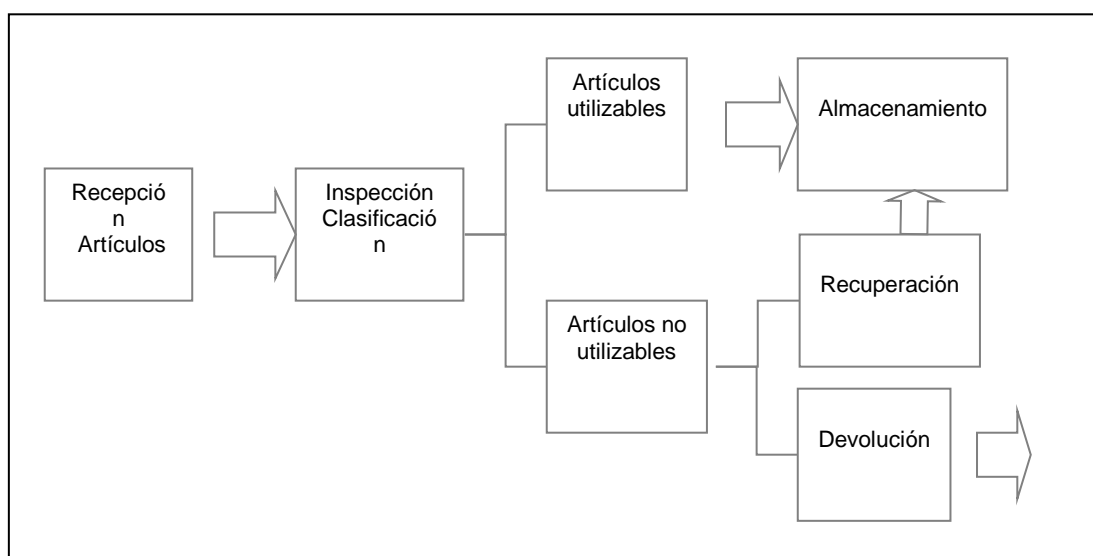 Recepció
n
Artículos
Inspección
Clasificació
n
Artículos
utilizables
Almacenamiento
Artículos no
utilizables
Recuperación
Devolución